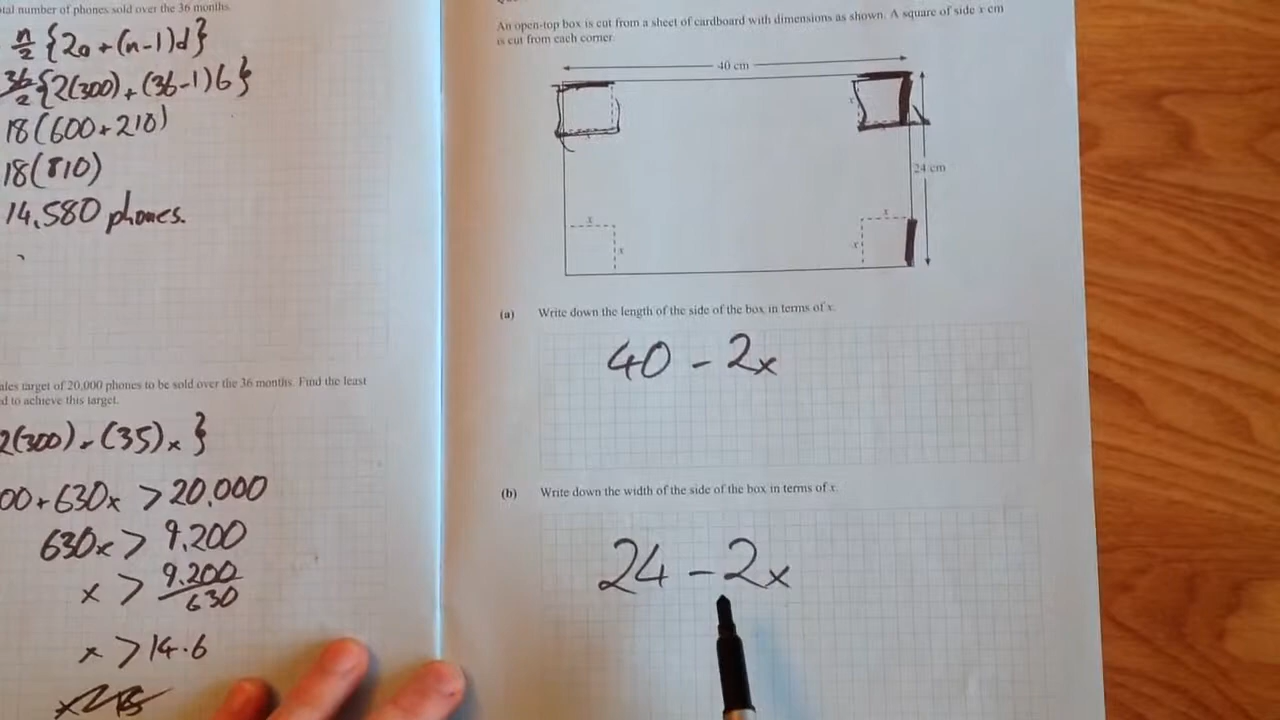 tal number of phones sold over the 36 months.
n/2 {2a + (n-1)d}
36/2 {2(300) + (36-1)6}
18(600+210)
18(810)
14,580 phones.
ales target of 20,000 phones to be sold over the 36 months. Find the least
d to achieve this target.
2(300) + (35)x }
00+630x > 20,000
630x > 9,200
x > 9,200/630
x > 14.6
An open-top box is cut from a sheet of cardboard with dimensions as shown. A square of side x cm
is cut from each corner.
40 cm
x
24 cm
x
x
x
x
(a) Write down the length of the side of the box in terms of x.
40 - 2x
(b) Write down the width of the side of the box in terms of x.
24 - 2x